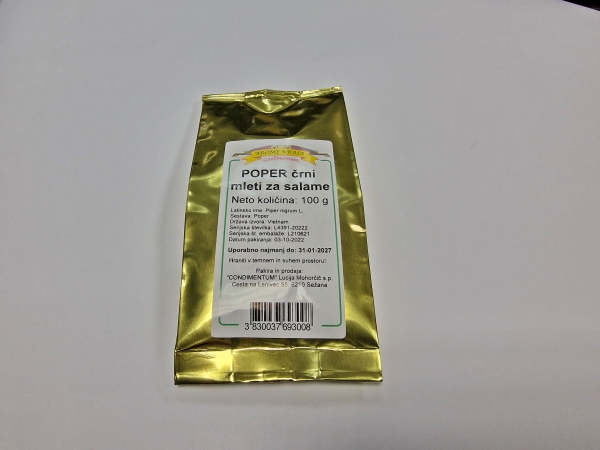 POPER črni
mleti za salame
Neto količina: 100 g
Latinsko ime: Piper nigrum L.
Sestava: Poper
Država izvora: Vietnam
Serijska številka: L4391-20222
Serijska št. embalaže: L210621
Datum pakiranja: 03-10-2022
Uporabno najmanj do: 31-01-2027
Hraniti v temnem in suhem prostoru!
Pakira in prodaja:
"CONDIMENTUM" Lucija Mohorčič s.p.
Cesta na Lenivec 55, 6210 Sežana
3 830037 693008